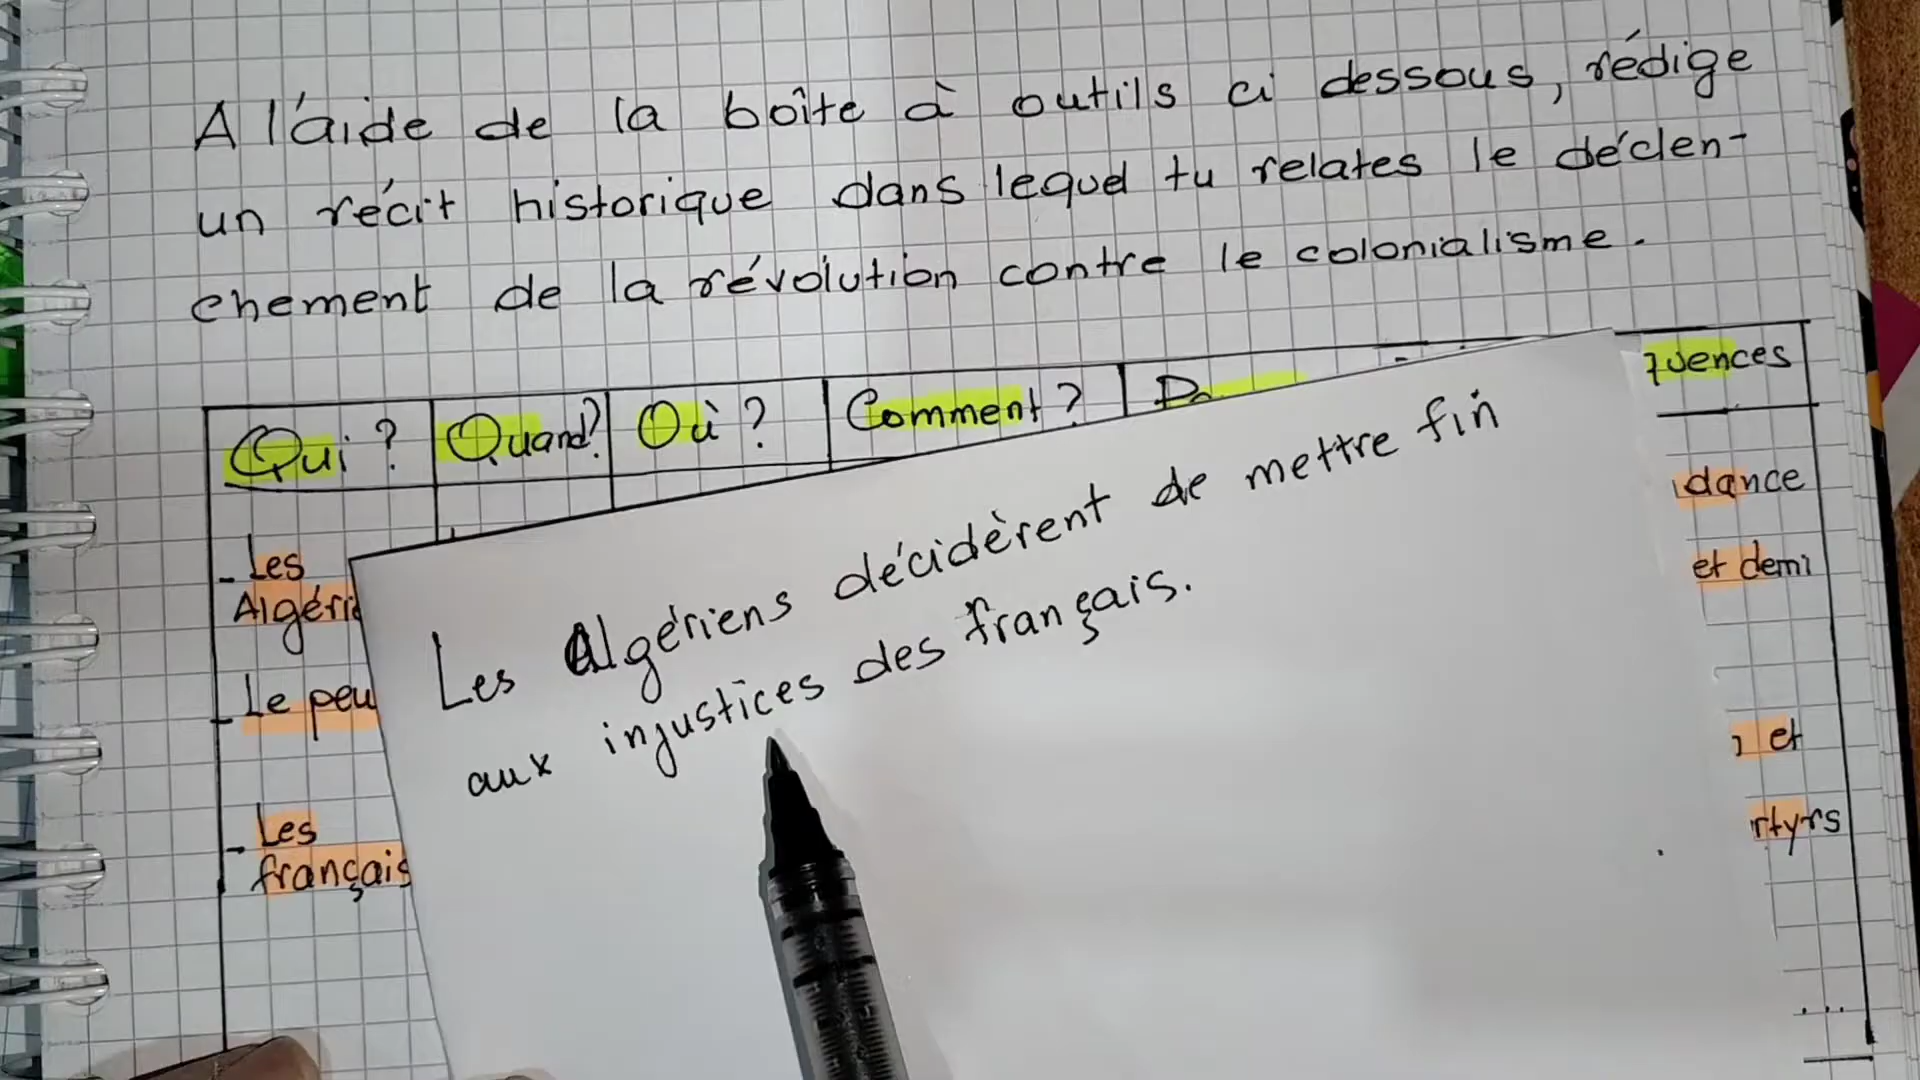 A l'aide de la boîte à outils ci dessous, rédige
un récit historique dans lequel tu relates le déclen-
chement de la révolution contre le colonialisme.
Qui ? Quand? Où ? Comment ? quences
- Les
Algérie
- Le peu
- Les
français
dance
et demi
et
rtyrs
...
Les Algériens décidèrent de mettre fin
aux injustices des français.